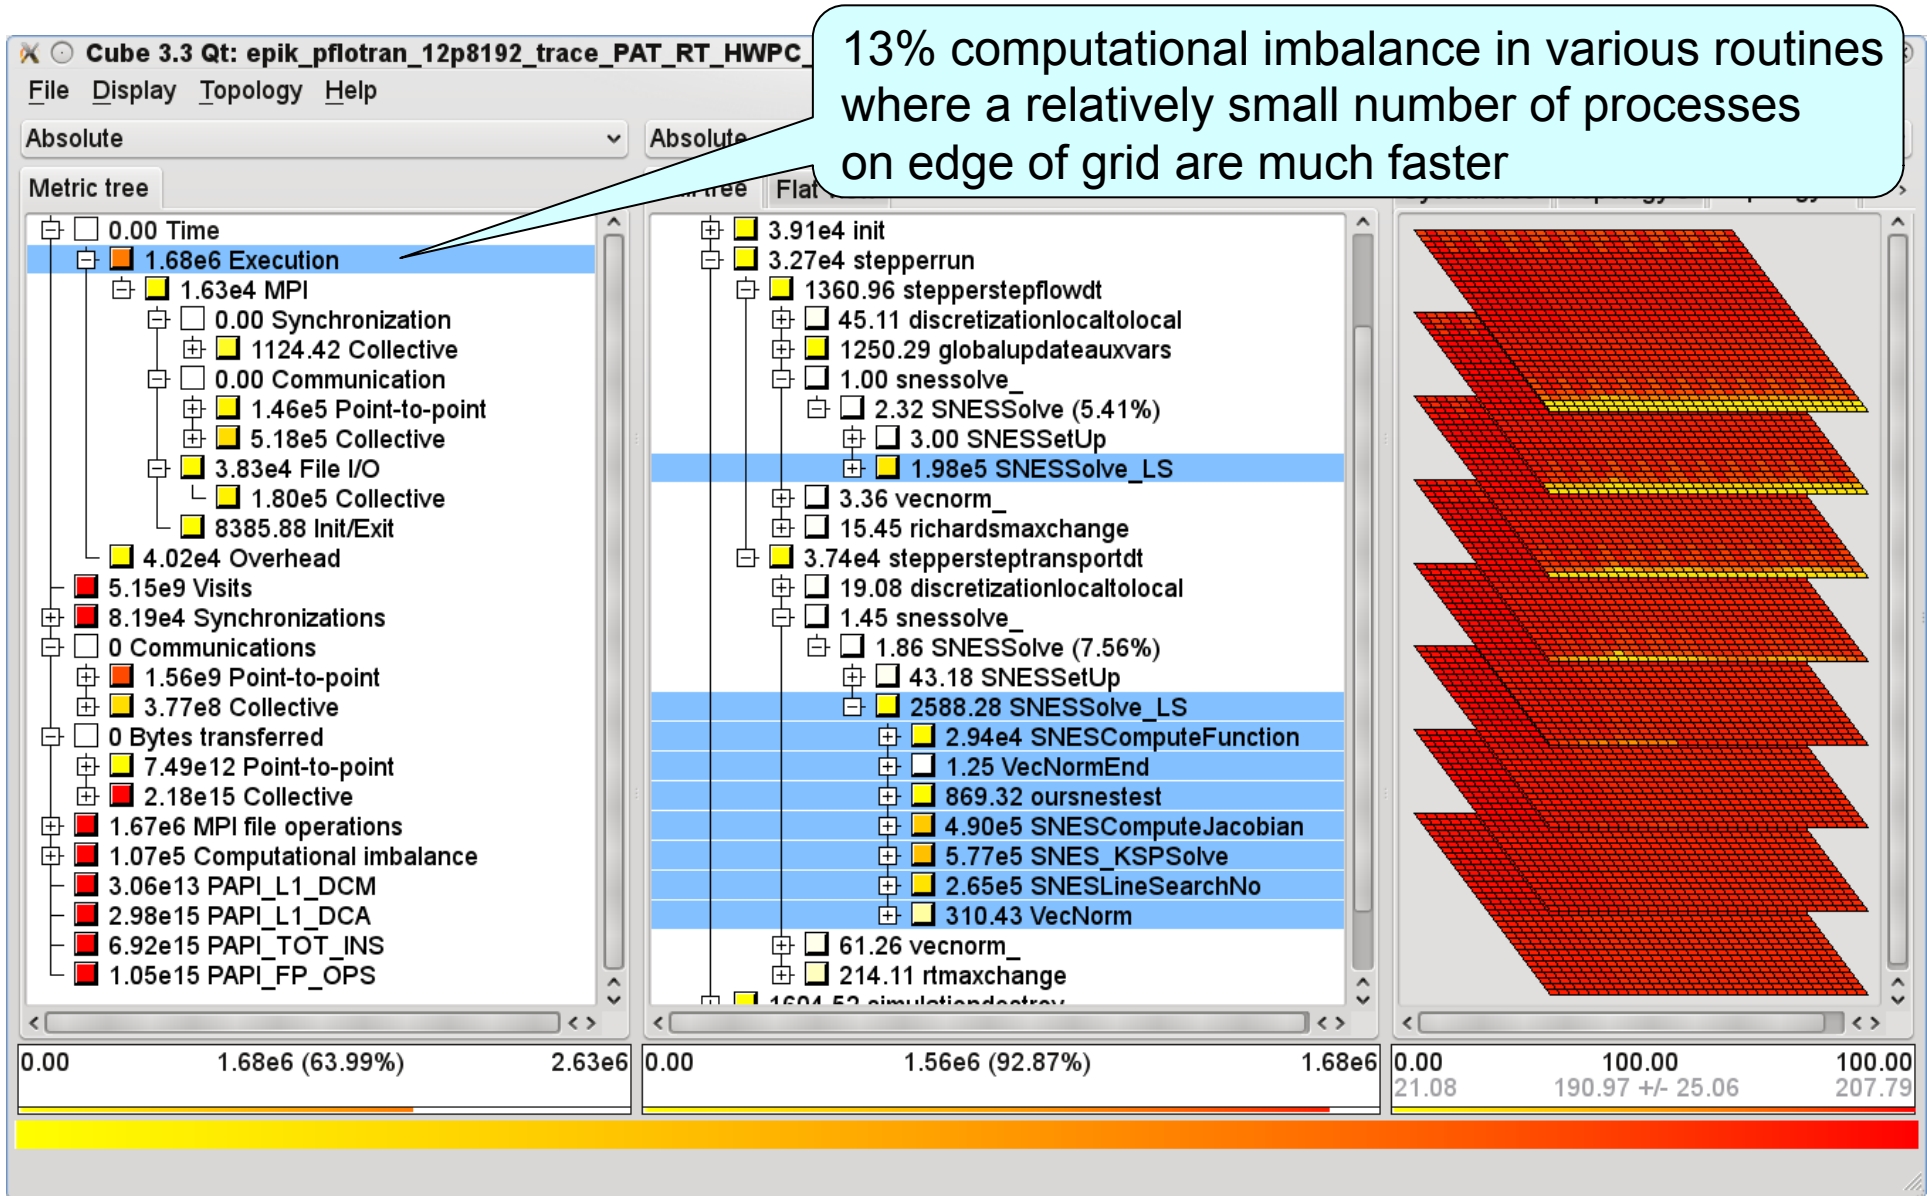 Cube 3.3 Qt: epik_pflotran_12p8192_trace_PAT_RT_HWPC_
13% computational imbalance in various routines
where a relatively small number of processes
on edge of grid are much faster
File Display Topology Help
Absolute
Absolute
Metric tree
tree
Flat
0.00 Time
1.68e6 Execution
1.63e4 MPI
0.00 Synchronization
1124.42 Collective
0.00 Communication
1.46e5 Point-to-point
5.18e5 Collective
3.83e4 File I/O
1.80e5 Collective
8385.88 Init/Exit
4.02e4 Overhead
5.15e9 Visits
8.19e4 Synchronizations
0 Communications
1.56e9 Point-to-point
3.77e8 Collective
0 Bytes transferred
7.49e12 Point-to-point
2.18e15 Collective
1.67e6 MPI file operations
1.07e5 Computational imbalance
3.06e13 PAPI_L1_DCM
2.98e15 PAPI_L1_DCA
6.92e15 PAPI_TOT_INS
1.05e15 PAPI_FP_OPS
3.91e4 init
3.27e4 stepperrun
1360.96 stepperstepflowdt
45.11 discretizationlocaltolocal
1250.29 globalupdateauxvars
1.00 snessolve_
2.32 SNESSolve (5.41%)
3.00 SNESSetUp
1.98e5 SNESSolve_LS
3.36 vecnorm_
15.45 richardsmaxchange
3.74e4 steppersteptransportdt
19.08 discretizationlocaltolocal
1.45 snessolve_
1.86 SNESSolve (7.56%)
43.18 SNESSetUp
2588.28 SNESSolve_LS
2.94e4 SNESComputeFunction
1.25 VecNormEnd
869.32 oursnestest
4.90e5 SNESComputeJacobian
5.77e5 SNES_KSPSolve
2.65e5 SNESLineSearchNo
310.43 VecNorm
61.26 vecnorm_
214.11 rtmaxchange
1604.52 simulationdestroy
0.00 1.68e6 (63.99%) 2.63e6
0.00 1.56e6 (92.87%) 1.68e6
0.00 100.00 100.00
21.08 190.97 +/- 25.06 207.79